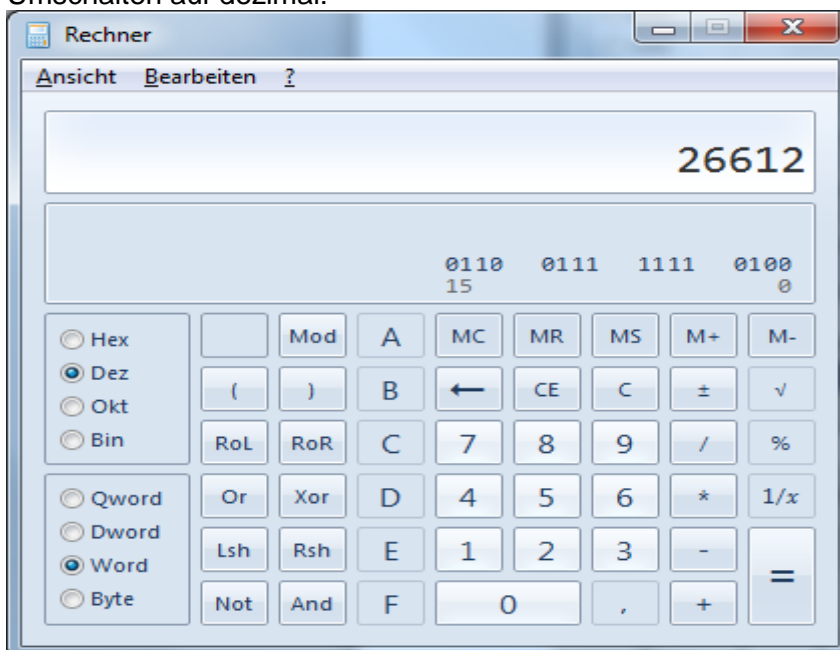 Umschalten auf dezimal:
Rechner
Ansicht Bearbeiten ?
26612
0110 0111 1111 0100
15 0
Hex Mod A MC MR MS M+ M-
Dez ( ) B ← CE C ± √
Okt
Bin RoL RoR C 7 8 9 / %
Qword Or Xor D 4 5 6 * 1/x
Dword
Word Lsh Rsh E 1 2 3 - =
Byte Not And F 0 , +